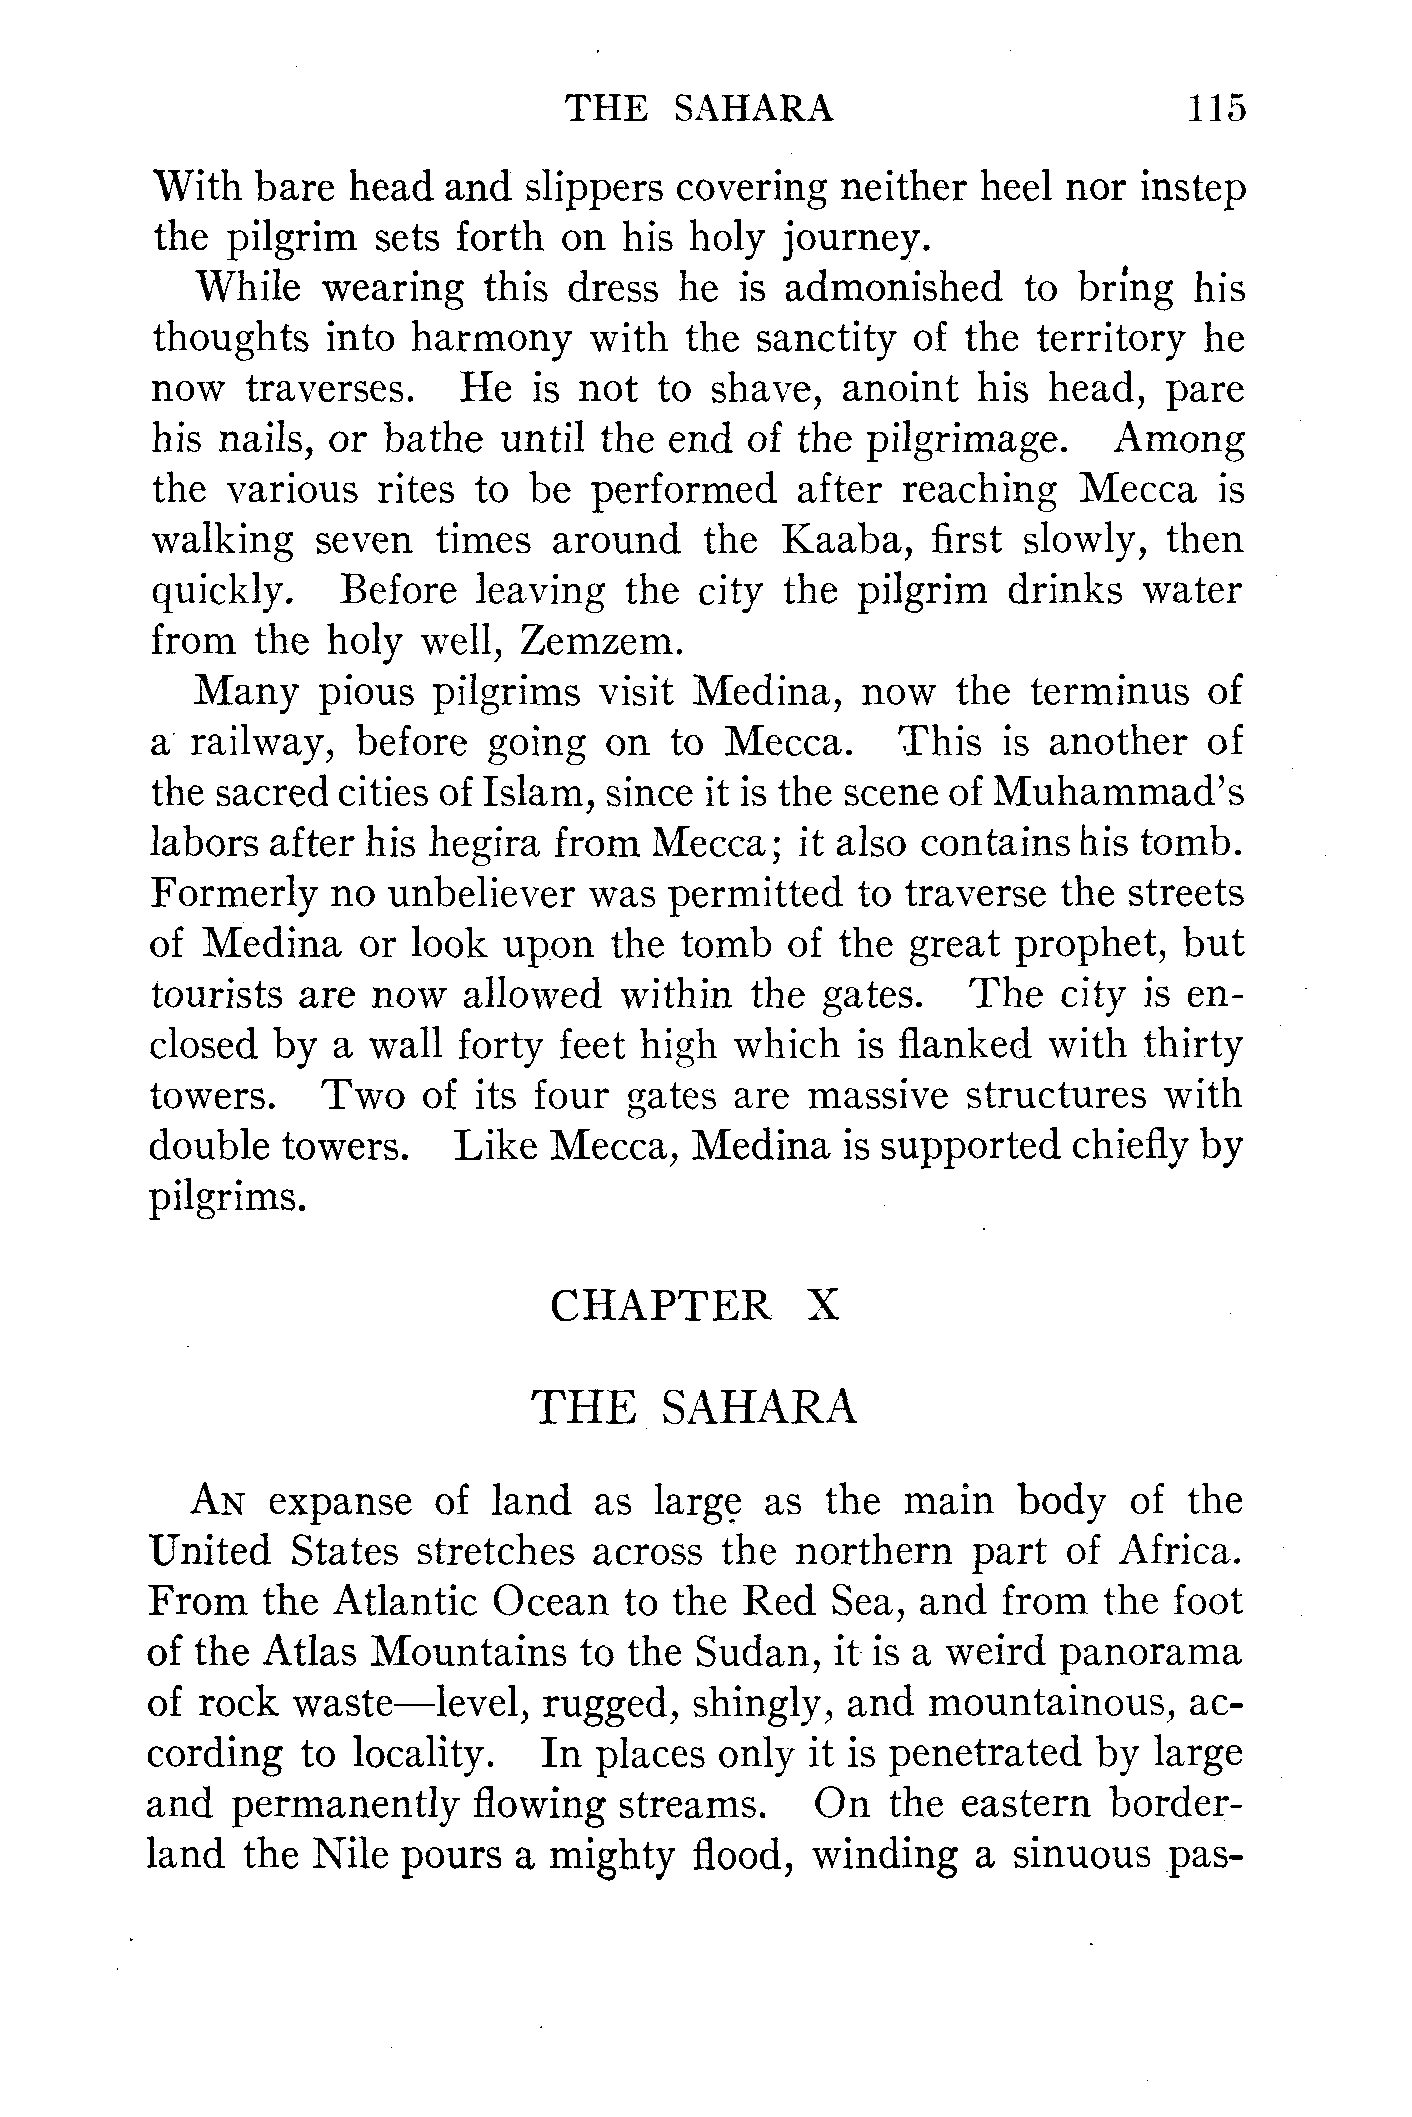 THE SAHARA 115
With bare head and slippers covering neither heel nor instep
the pilgrim sets forth on his holy journey.
While wearing this dress he is admonished to bring his
thoughts into harmony with the sanctity of the territory he
now traverses. He is not to shave, anoint his head, pare
his nails, or bathe until the end of the pilgrimage. Among
the various rites to be performed after reaching Mecca is
walking seven times around the Kaaba, first slowly, then
quickly. Before leaving the city the pilgrim drinks water
from the holy well, Zemzem.
Many pious pilgrims visit Medina, now the terminus of
a railway, before going on to Mecca. This is another of
the sacred cities of Islam, since it is the scene of Muhammad's
labors after his hegira from Mecca; it also contains his tomb.
Formerly no unbeliever was permitted to traverse the streets
of Medina or look upon the tomb of the great prophet, but
tourists are now allowed within the gates. The city is en-
closed by a wall forty feet high which is flanked with thirty
towers. Two of its four gates are massive structures with
double towers. Like Mecca, Medina is supported chiefly by
pilgrims.
CHAPTER X
THE SAHARA
AN expanse of land as large as the main body of the
United States stretches across the northern part of Africa.
From the Atlantic Ocean to the Red Sea, and from the foot
of the Atlas Mountains to the Sudan, it is a weird panorama
of rock waste—level, rugged, shingly, and mountainous, ac-
cording to locality. In places only it is penetrated by large
and permanently flowing streams. On the eastern border-
land the Nile pours a mighty flood, winding a sinuous pas-